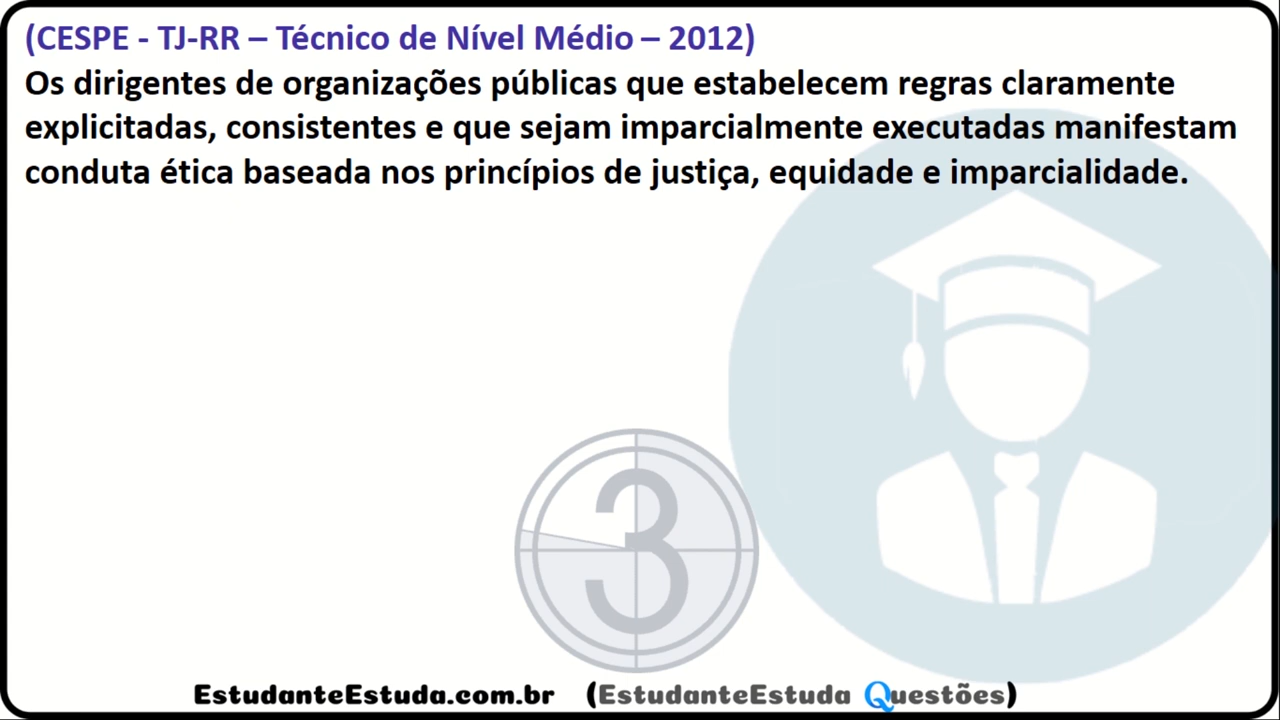 (CESPE - TJ-RR – Técnico de Nível Médio – 2012)
Os dirigentes de organizações públicas que estabelecem regras claramente
explicitadas, consistentes e que sejam imparcialmente executadas manifestam
conduta ética baseada nos princípios de justiça, equidade e imparcialidade.
3
EstudanteEstuda.com.br (EstudanteEstuda Questões)